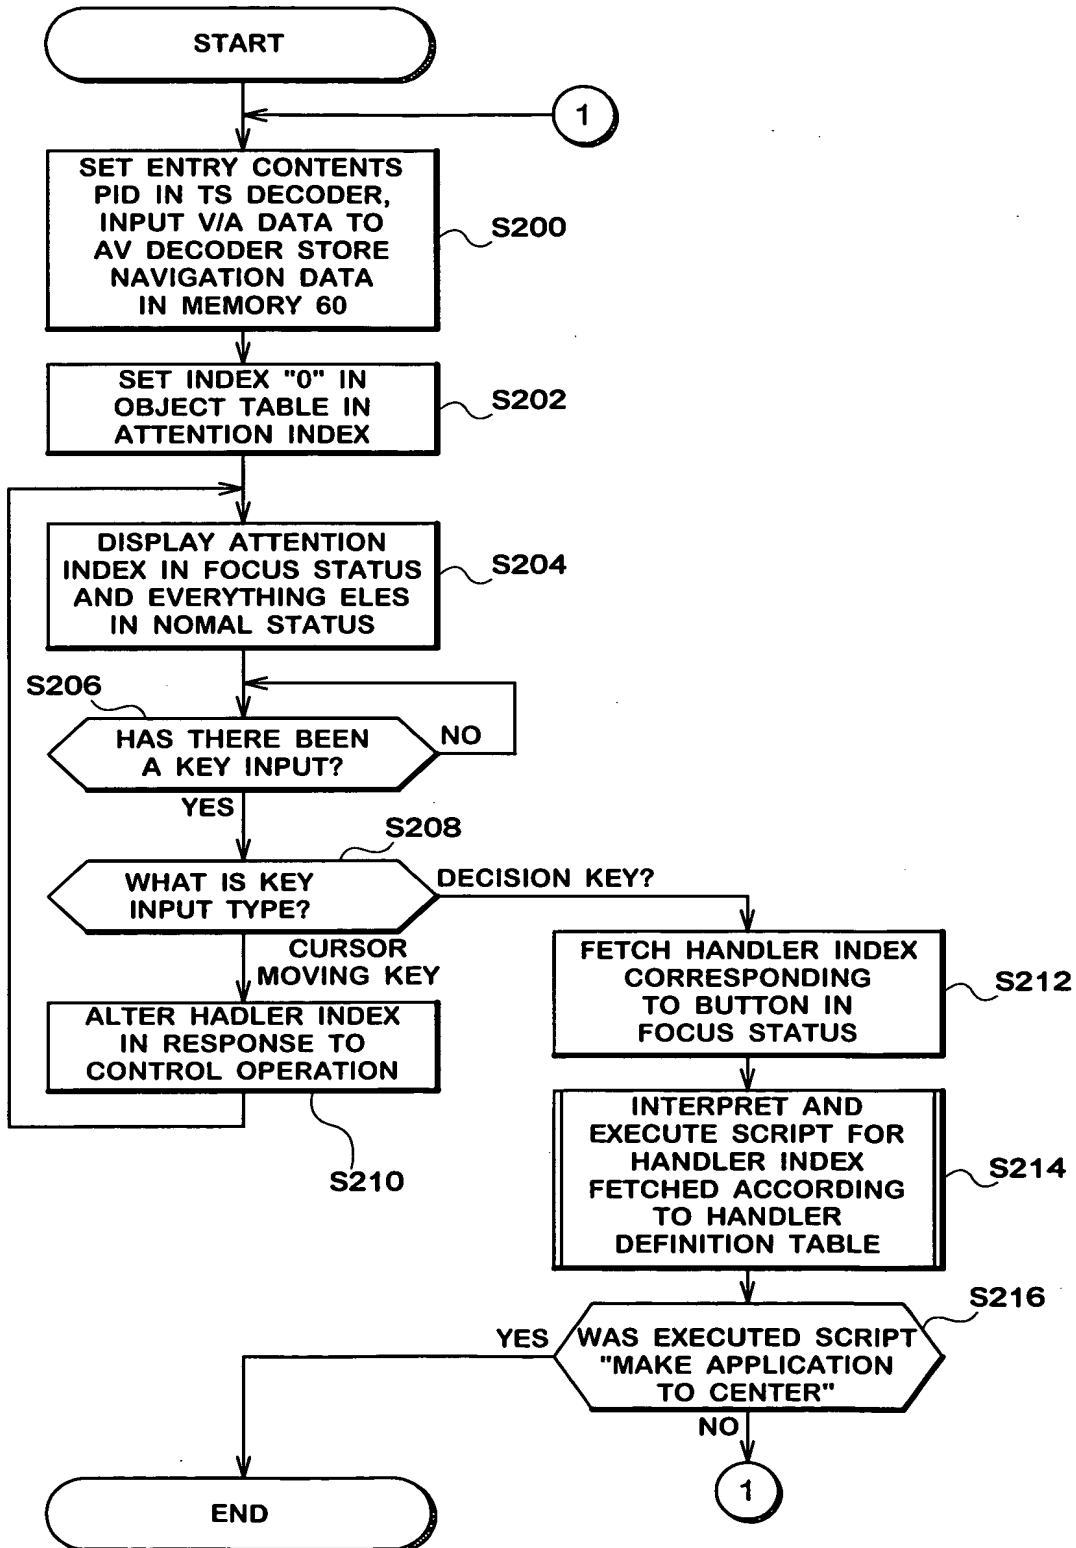 START
1
SET ENTRY CONTENTS
PID IN TS DECODER,
INPUT V/A DATA TO
AV DECODER STORE
NAVIGATION DATA
IN MEMORY 60
S200
SET INDEX "0" IN
OBJECT TABLE IN
ATTENTION INDEX
S202
DISPLAY ATTENTION
INDEX IN FOCUS STATUS
AND EVERYTHING ELES
IN NOMAL STATUS
S204
S206
HAS THERE BEEN
A KEY INPUT?
NO
YES
S208
WHAT IS KEY
INPUT TYPE?
DECISION KEY?
CURSOR
MOVING KEY
ALTER HADLER INDEX
IN RESPONSE TO
CONTROL OPERATION
S210
FETCH HANDLER INDEX
CORRESPONDING
TO BUTTON IN
FOCUS STATUS
S212
INTERPRET AND
EXECUTE SCRIPT FOR
HANDLER INDEX
FETCHED ACCORDING
TO HANDLER
DEFINITION TABLE
S214
S216
WAS EXECUTED SCRIPT
"MAKE APPLICATION
TO CENTER"
YES
NO
1
END